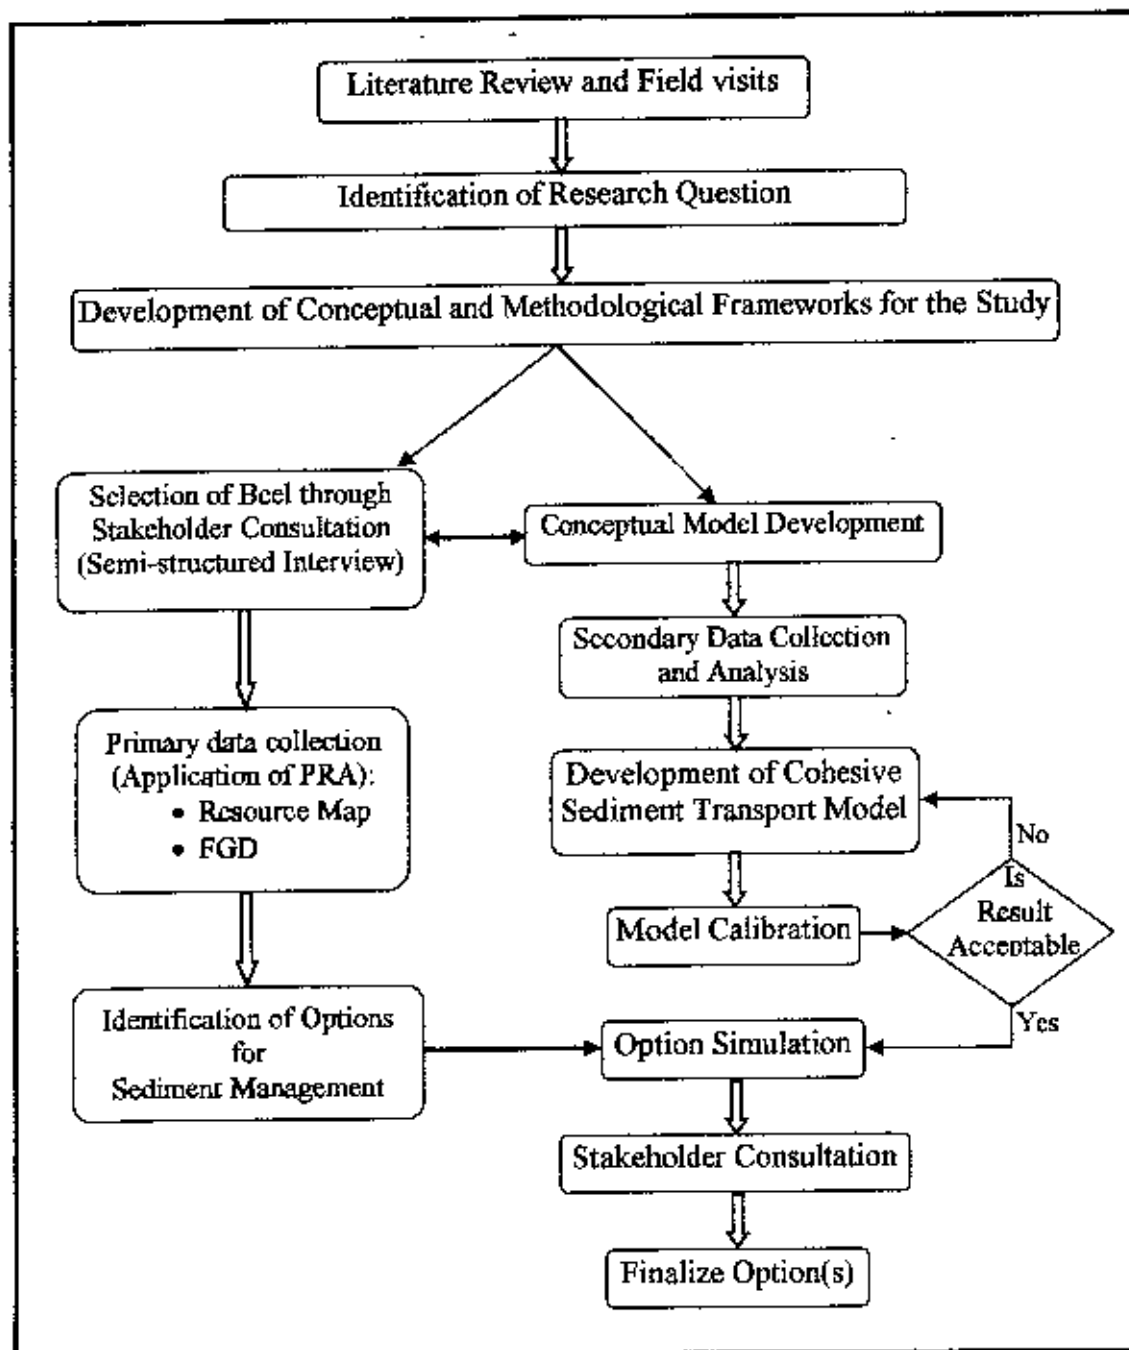 Literature Review and Field visits
Identification of Research Question
Development of Conceptual and Methodological Frameworks for the Study
Selection of Beel through
Stakeholder Consultation
(Semi-structured Interview)
Conceptual Model Development
Secondary Data Collection
and Analysis
Primary data collection
(Application of PRA):
• Resource Map
• FGD
Development of Cohesive
Sediment Transport Model
No
Is
Result
Acceptable
Model Calibration
Yes
Identification of Options
for
Sediment Management
Option Simulation
Stakeholder Consultation
Finalize Option(s)